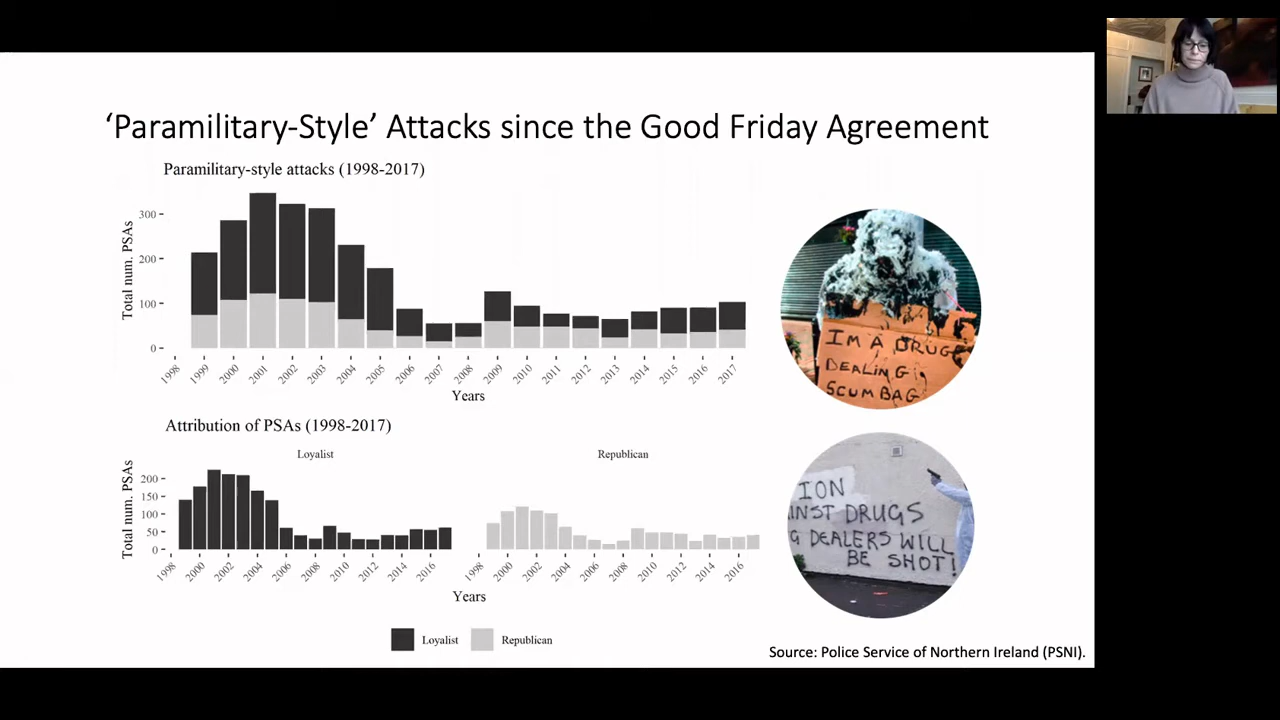 ‘Paramilitary-Style’ Attacks since the Good Friday Agreement
Paramilitary-style attacks (1998-2017)
Total num. PSAs
300
200
100
0
1998 1999 2000 2001 2002 2003 2004 2005 2006 2007 2008 2009 2010 2011 2012 2013 2014 2015 2016 2017
Years
Attribution of PSAs (1998-2017)
Loyalist Republican
Total num. PSAs
200
150
100
50
0
1998 2000 2002 2004 2006 2008 2010 2012 2014 2016 1998 2000 2002 2004 2006 2008 2010 2012 2014 2016
Years
Loyalist Republican
I'M A DRUG
DEALING
SCUMBAG
ION
INST DRUGS
G DEALERS WILL
BE SHOT!
Source: Police Service of Northern Ireland (PSNI).